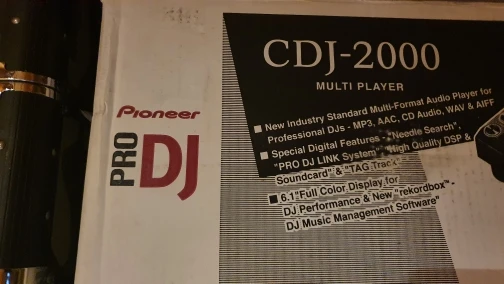 CDJ-2000
MULTI PLAYER
Pioneer
PRO DJ
■ New Industry Standard Multi-Format Audio Player for
Professional DJs - MP3, AAC, CD Audio, WAV & AIFF
■ Special Digital Features - "Needle Search",
"PRO DJ LINK System", "High Quality DSP &
Soundcard" & "TAG Track"
■ 6.1"Full Color Display for
DJ Performance & New "rekordbox™-
DJ Music Management Software"